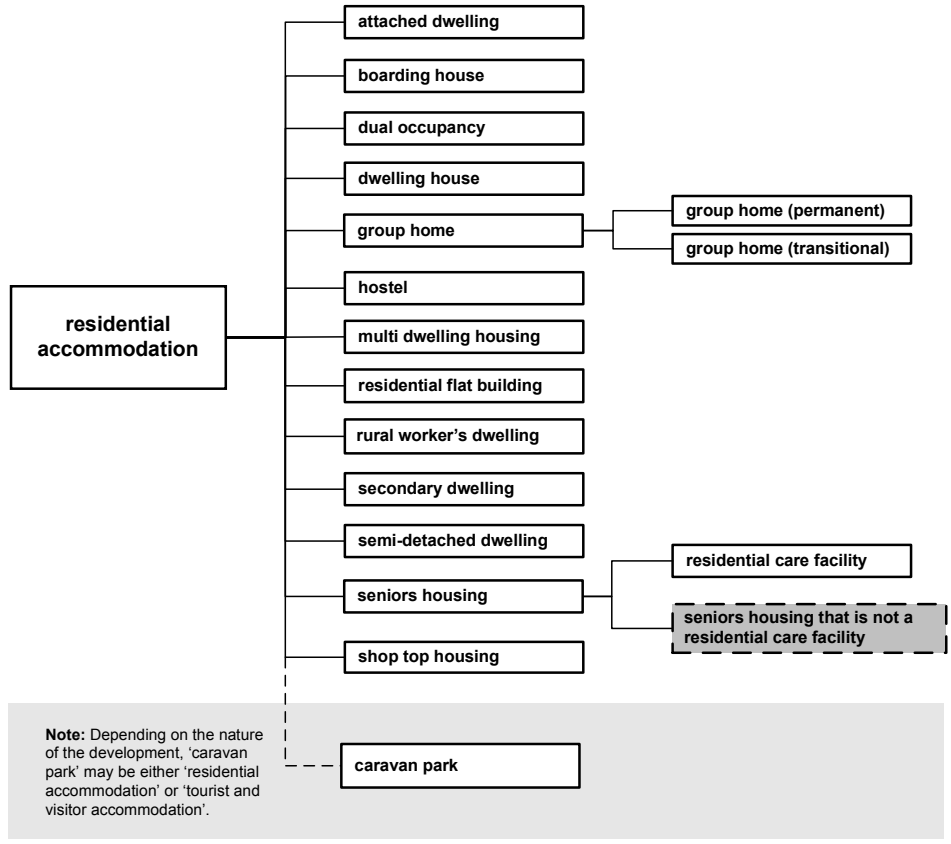 residential
accommodation
attached dwelling
boarding house
dual occupancy
dwelling house
group home
group home (permanent)
group home (transitional)
hostel
multi dwelling housing
residential flat building
rural worker’s dwelling
secondary dwelling
semi-detached dwelling
seniors housing
residential care facility
seniors housing that is not a
residential care facility
shop top housing
Note: Depending on the nature
of the development, ‘caravan
park’ may be either ‘residential
accommodation’ or ‘tourist and
visitor accommodation’.
caravan park